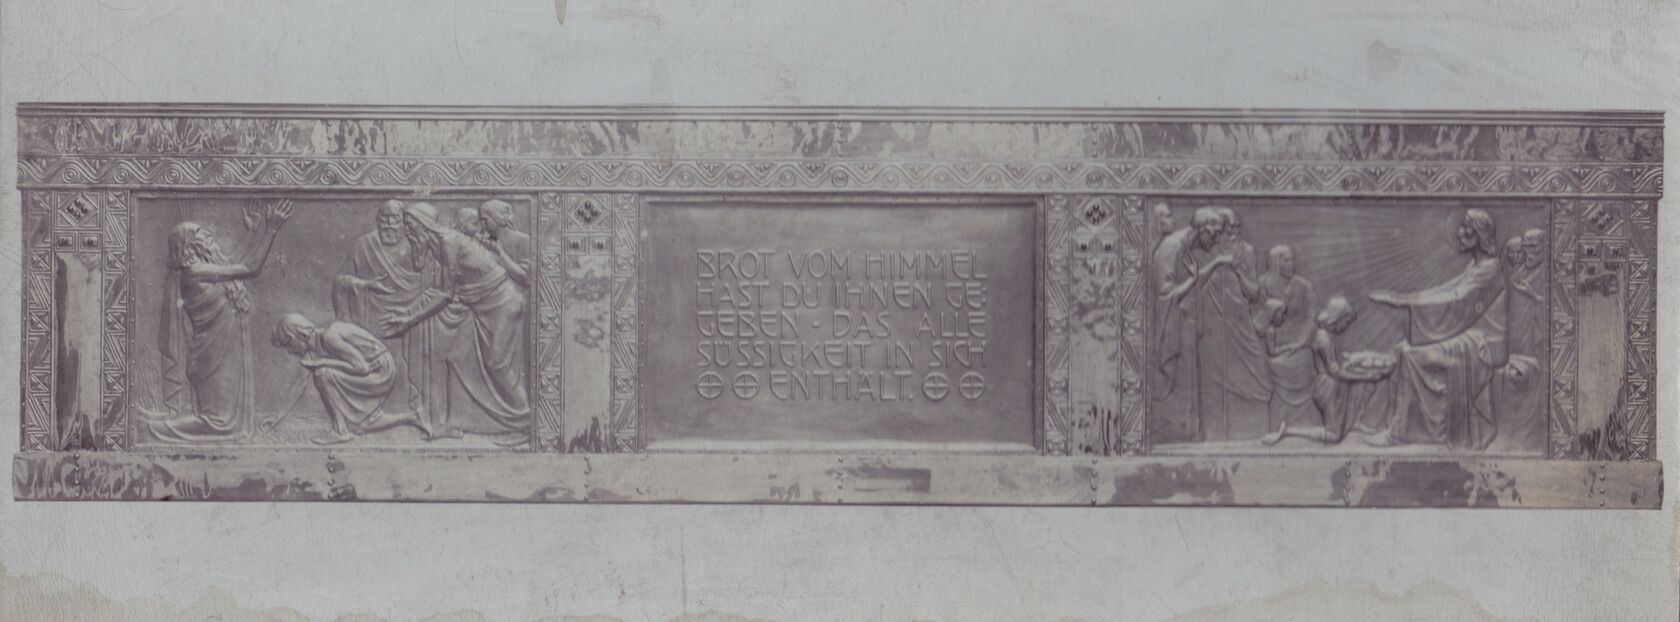 BROT VOM HIMMEL
HAST DU IHNEN GE:
GEBEN - DAS ALLE
SÜSSIGKEIT IN SICH
ENTHÄLT.